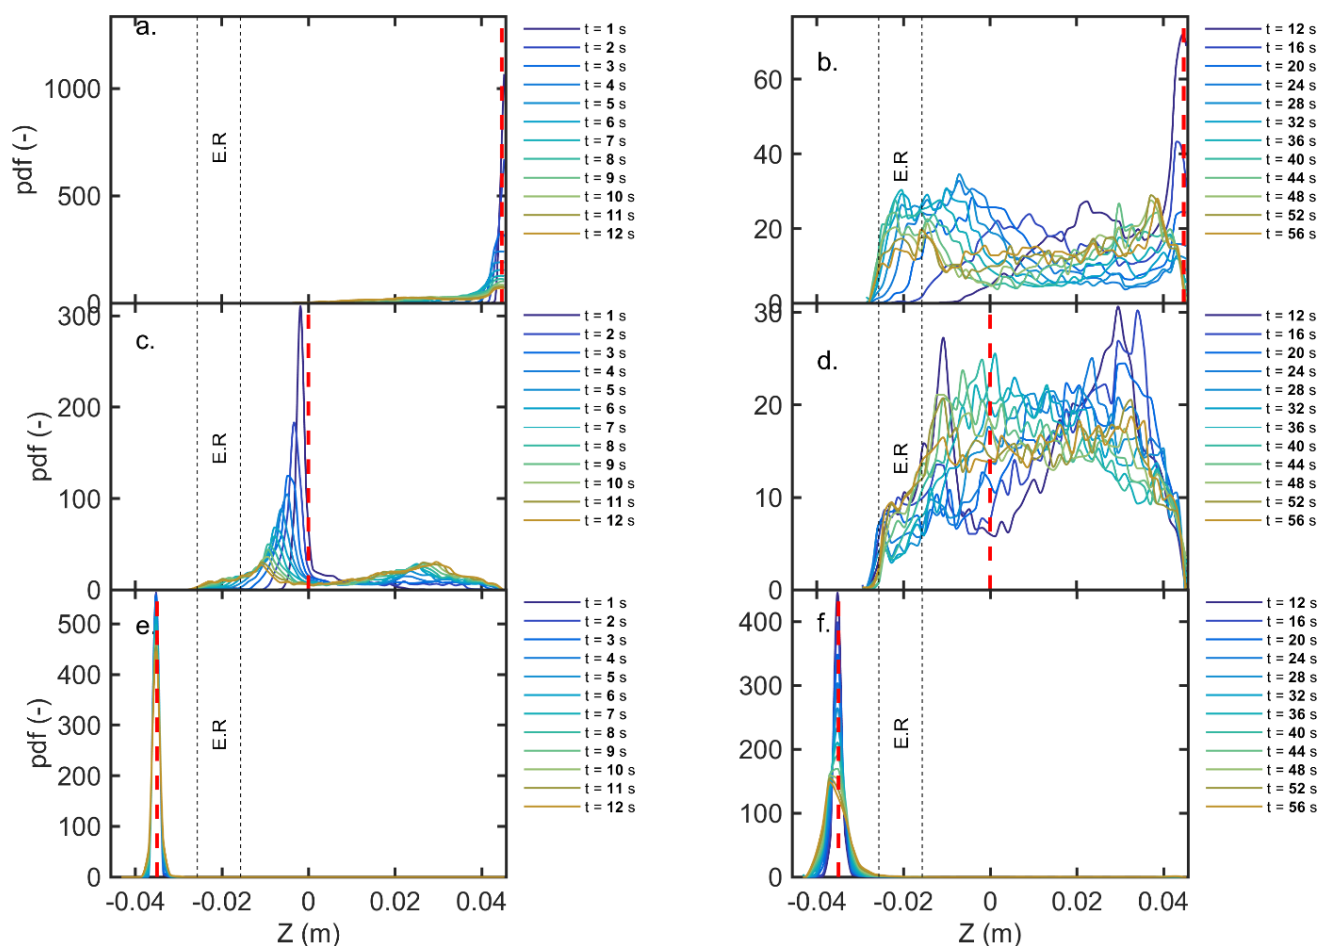 a.
pdf (-)
1000
500
0
E.R
t = 1 s
t = 2 s
t = 3 s
t = 4 s
t = 5 s
t = 6 s
t = 7 s
t = 8 s
t = 9 s
t = 10 s
t = 11 s
t = 12 s
b.
60
40
20
0
E.R
t = 12 s
t = 16 s
t = 20 s
t = 24 s
t = 28 s
t = 32 s
t = 36 s
t = 40 s
t = 44 s
t = 48 s
t = 52 s
t = 56 s
c.
pdf (-)
300
200
100
0
E.R
t = 1 s
t = 2 s
t = 3 s
t = 4 s
t = 5 s
t = 6 s
t = 7 s
t = 8 s
t = 9 s
t = 10 s
t = 11 s
t = 12 s
d.
30
20
10
0
E.R
t = 12 s
t = 16 s
t = 20 s
t = 24 s
t = 28 s
t = 32 s
t = 36 s
t = 40 s
t = 44 s
t = 48 s
t = 52 s
t = 56 s
e.
pdf (-)
500
400
300
200
100
0
E.R
-0.04 -0.02 0 0.02 0.04
Z (m)
t = 1 s
t = 2 s
t = 3 s
t = 4 s
t = 5 s
t = 6 s
t = 7 s
t = 8 s
t = 9 s
t = 10 s
t = 11 s
t = 12 s
f.
400
300
200
100
0
E.R
-0.04 -0.02 0 0.02 0.04
Z (m)
t = 12 s
t = 16 s
t = 20 s
t = 24 s
t = 28 s
t = 32 s
t = 36 s
t = 40 s
t = 44 s
t = 48 s
t = 52 s
t = 56 s